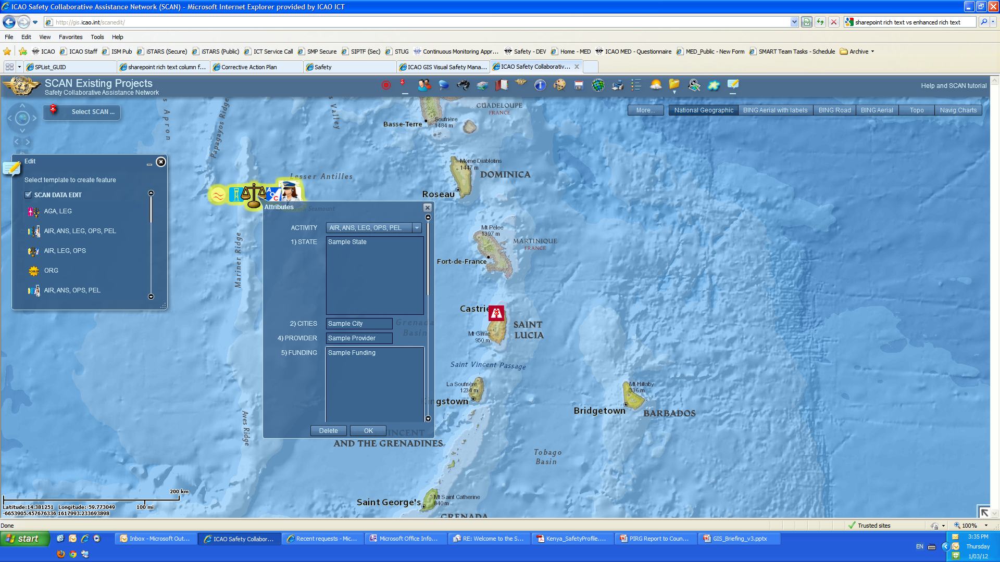 ICAO Safety Collaborative Assistance Network (SCAN) - Microsoft Internet Explorer provided by ICAO ICT
http://gis.icao.int/scanedit/
sharepoint rich text vs enhanced rich text
File Edit View Favorites Tools Help
ICAO ICAO Staff ISM Pub iSTARS (Secure) iSTARS (Public) ICT Service Call SMP Secure SIPTF (Sec) STUG Continuous Monitoring Appr... Safety - DEV Home - MED ICAO MED - Questionnaire MED_Public - New Form SMART Team Tasks - Schedule Archive
SPList_GUID sharepoint rich text column f... Corrective Action Plan Safety ICAO GIS Visual Safety Mana... ICAO Safety Collaborativ...
SCAN Existing Projects
Safety Collaborative Assistance Network
Help and SCAN tutorial
Select SCAN ...
More... National Geographic BING Aerial with labels BING Road BING Aerial Topo Navig.Charts
s Apron
Papagayos Ridge
s Valley
GUADELOUPE
FRANCE
Basse-Terre
Soufrière
1484 m
Edit
Select template to create feature
SCAN DATA EDIT
AGA, LEG
AIR, ANS, LEG, OPS, PEL
AIR, LEG, OPS
ORG
AIR, ANS, OPS, PEL
Lesser Antilles
Morne Diablotins
1447 m
DOMINICA
Roseau
A
O
C
Seamount
Attributes
ACTIVITY AIR, ANS, LEG, OPS, PEL
1) STATE Sample State
2) CITIES Sample City
4) PROVIDER Sample Provider
5) FUNDING Sample Funding
Delete OK
Mariner Ridge
Aves Ridge
Grenada
Basin
Mt Pelee
1397 m
MARTINIQUE
FRANCE
Fort-de-France
Castrie
SAINT
LUCIA
Mt Gimie
950 m
Saint Vincent Passage
La Soufrière
1234 m
ingstown
Mt Hillaby
336 m
Bridgetown
BARBADOS
INCENT
AND THE GRENADINES
Tobago
Basin
Mt Saint Catherine
840 m
Saint George's
GRENADA
200 km
100 mi
Latitude:14.381251 Longitude:-59.773049
-6653905.457676336 1617993.233693898
Done
Trusted sites
100%
start
Inbox - Microsoft Out... ICAO Safety Collabor... Recent requests - Mic... Microsoft Office Info... RE: Welcome to the S... Kenya_SafetyProfile.... PIRG Report to Coun... GIS_Briefing_v3.pptx
EN
3:35 PM
Thursday
1/03/12